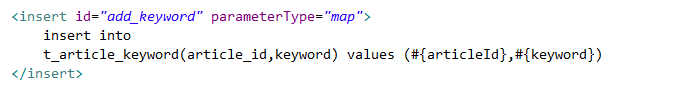 <insert id="add_keyword" parameterType="map">
insert into
t_article_keyword(article_id,keyword) values (#{articleId},#{keyword})
</insert>